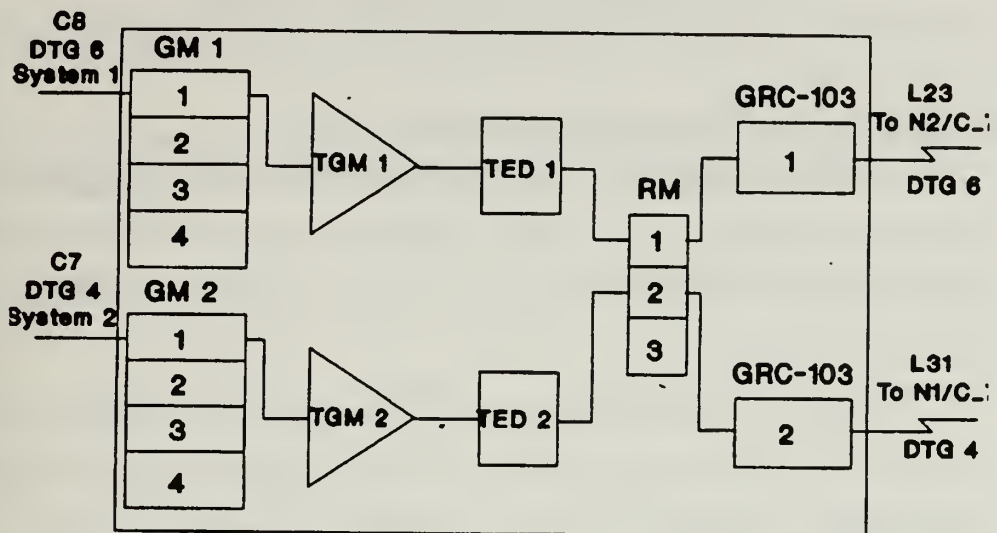 C8
DTG 6
System 1
GM 1
1
2
3
4
TGM 1
TED 1
RM
1
2
3
GRC-103
1
L23
To N2/
DTG 6
C7
DTG 4
System 2
GM 2
1
2
3
4
TGM 2
TED 2
GRC-103
2
L31
To N1/
DTG 4